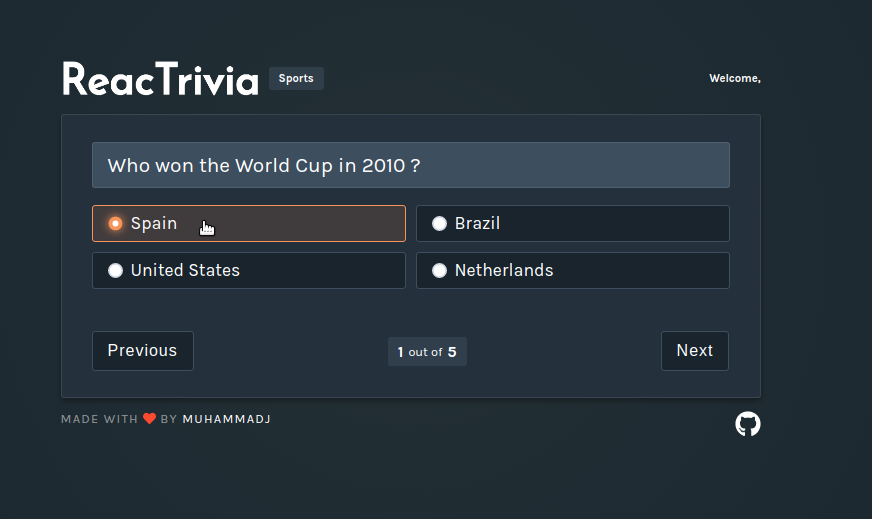 ReacTrivia Sports Welcome,
Who won the World Cup in 2010 ?
Spain Brazil
United States Netherlands
Previous 1 out of 5 Next
MADE WITH ❤ BY MUHAMMADJ